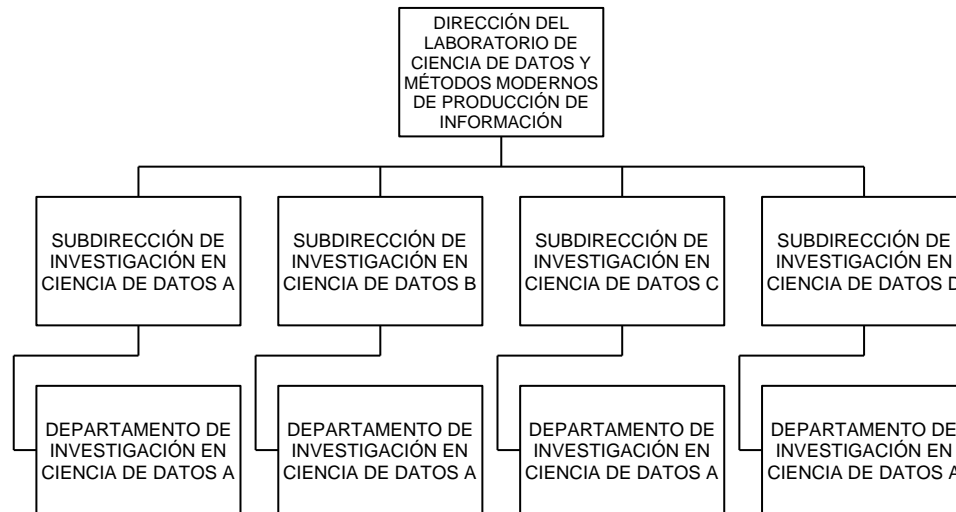 DIRECCIÓN DEL
LABORATORIO DE
CIENCIA DE DATOS Y
MÉTODOS MODERNOS
DE PRODUCCIÓN DE
INFORMACIÓN
SUBDIRECCIÓN DE
INVESTIGACIÓN EN
CIENCIA DE DATOS A
SUBDIRECCIÓN DE
INVESTIGACIÓN EN
CIENCIA DE DATOS B
SUBDIRECCIÓN DE
INVESTIGACIÓN EN
CIENCIA DE DATOS C
SUBDIRECCIÓN DE
INVESTIGACIÓN EN
CIENCIA DE DATOS D
DEPARTAMENTO DE
INVESTIGACIÓN EN
CIENCIA DE DATOS A
DEPARTAMENTO DE
INVESTIGACIÓN EN
CIENCIA DE DATOS A
DEPARTAMENTO DE
INVESTIGACIÓN EN
CIENCIA DE DATOS A
DEPARTAMENTO DE
INVESTIGACIÓN EN
CIENCIA DE DATOS A